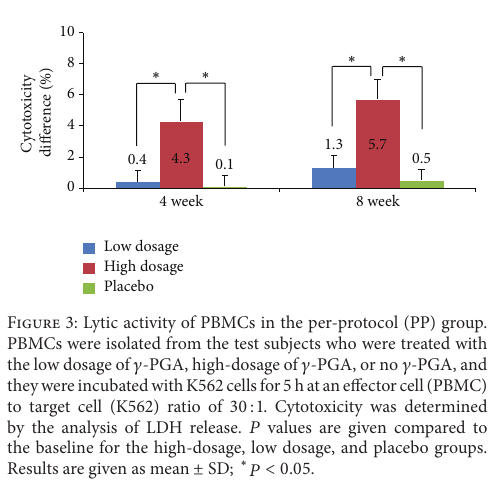 10
8
6
4
2
0
Cytotoxicity
difference (%)
* *
* *
0.4
4.3
0.1
1.3
5.7
0.5
4 week
8 week
Low dosage
High dosage
Placebo
Figure 3: Lytic activity of PBMCs in the per-protocol (PP) group.
PBMCs were isolated from the test subjects who were treated with
the low dosage of γ-PGA, high-dosage of γ-PGA, or no γ-PGA, and
they were incubated with K562 cells for 5 h at an effector cell (PBMC)
to target cell (K562) ratio of 30 : 1. Cytotoxicity was determined
by the analysis of LDH release. P values are given compared to
the baseline for the high-dosage, low dosage, and placebo groups.
Results are given as mean ± SD; *P < 0.05.